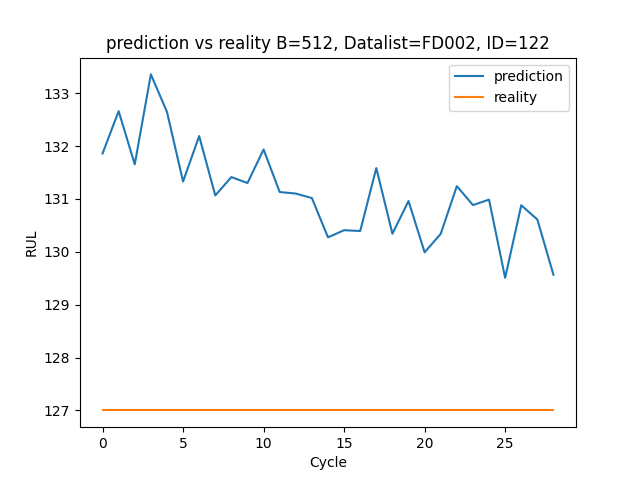 prediction vs reality B=512, Datalist=FD002, ID=122
prediction
reality
133
132
131
130
129
128
127
RUL
0 5 10 15 20 25
Cycle